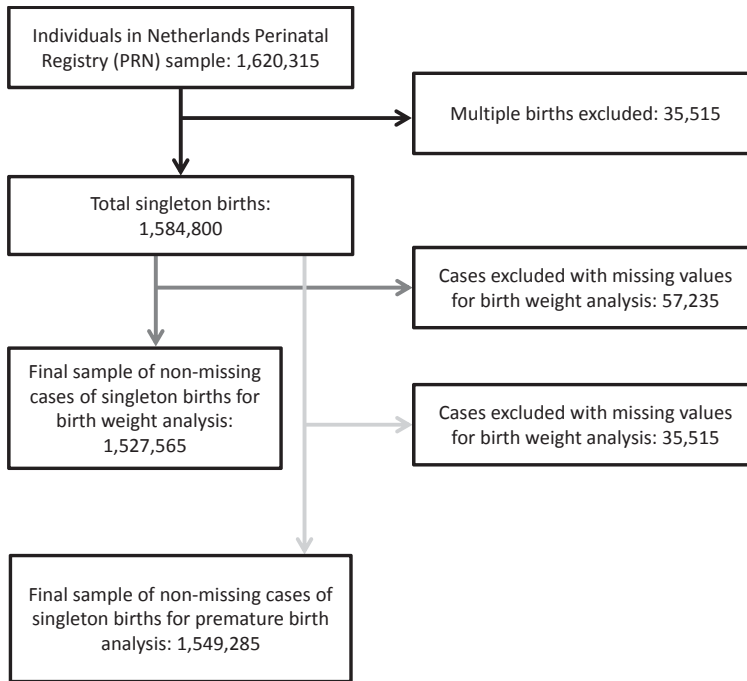 Individuals in Netherlands Perinatal
Registry (PRN) sample: 1,620,315
Multiple births excluded: 35,515
Total singleton births:
1,584,800
Cases excluded with missing values
for birth weight analysis: 57,235
Final sample of non-missing
cases of singleton births for
birth weight analysis:
1,527,565
Cases excluded with missing values
for birth weight analysis: 35,515
Final sample of non-missing cases of
singleton births for premature birth
analysis: 1,549,285